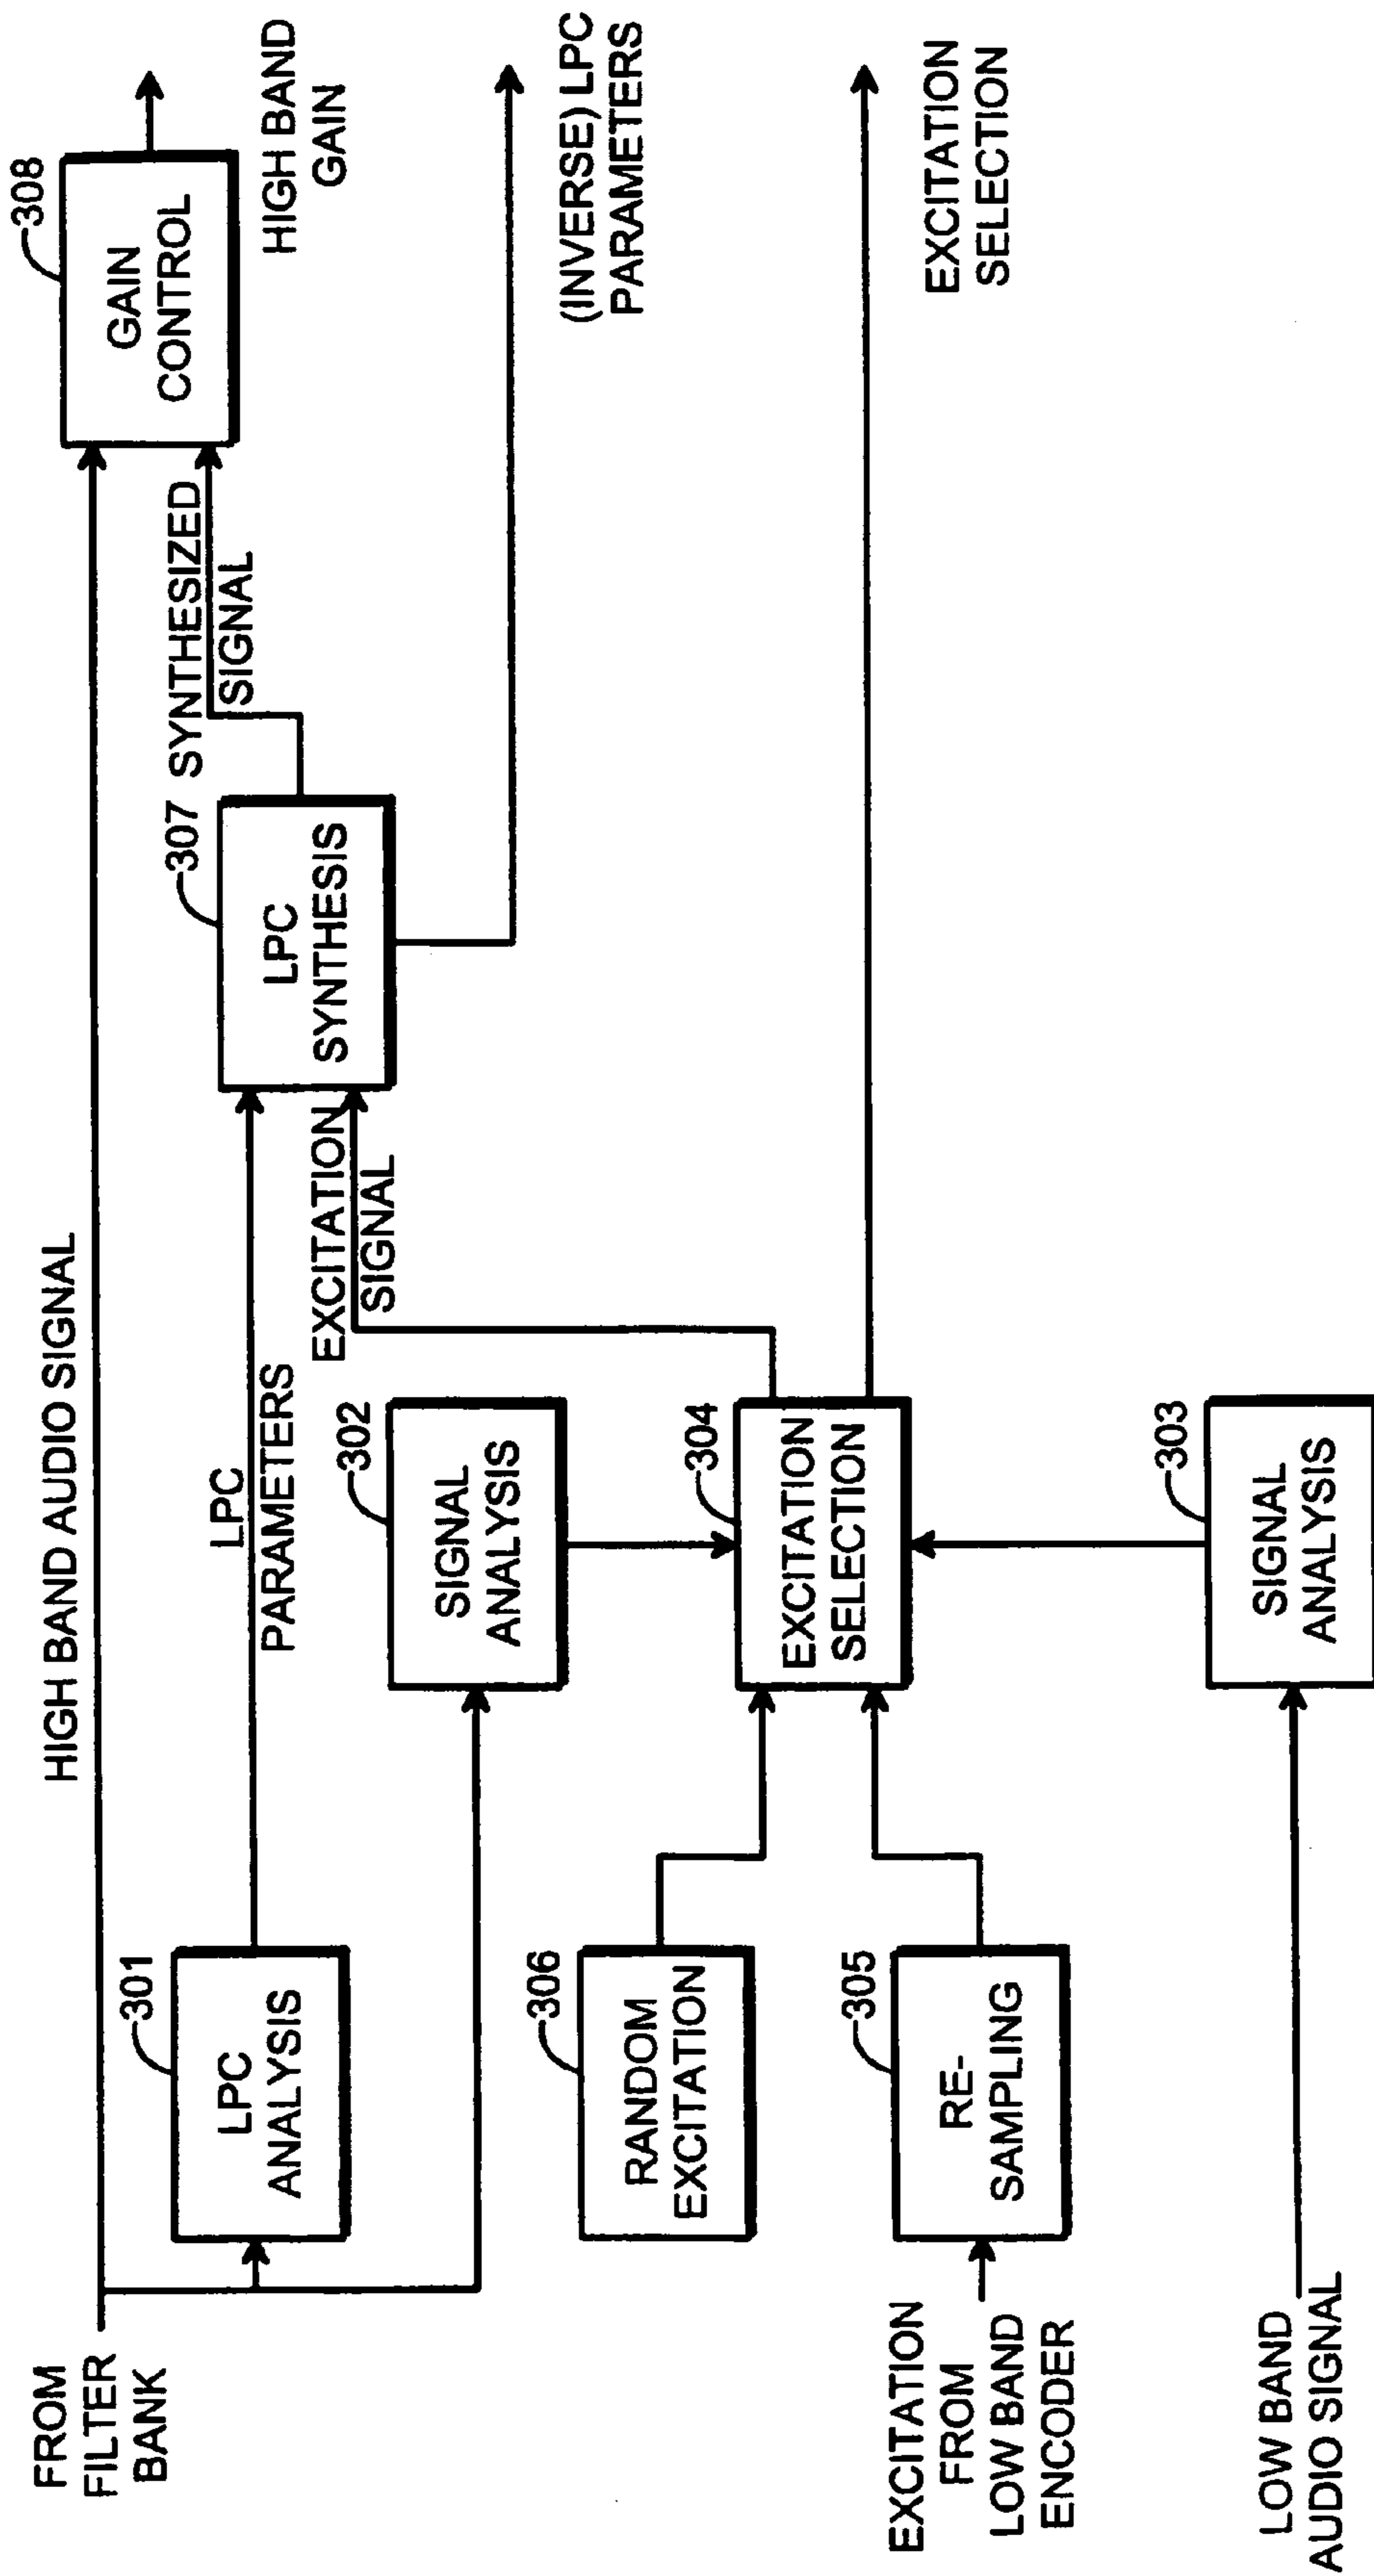 FROM
FILTER
BANK
HIGH BAND AUDIO SIGNAL
301
LPC
ANALYSIS
LPC
PARAMETERS
302
SIGNAL
ANALYSIS
306
RANDOM
EXCITATION
304
EXCITATION
SELECTION
305
RE-
SAMPLING
EXCITATION
FROM
LOW BAND
ENCODER
303
SIGNAL
ANALYSIS
LOW BAND
AUDIO SIGNAL
EXCITATION
SIGNAL
307
LPC
SYNTHESIS
SYNTHESIZED
SIGNAL
308
GAIN
CONTROL
HIGH BAND
GAIN
(INVERSE) LPC
PARAMETERS
EXCITATION
SELECTION